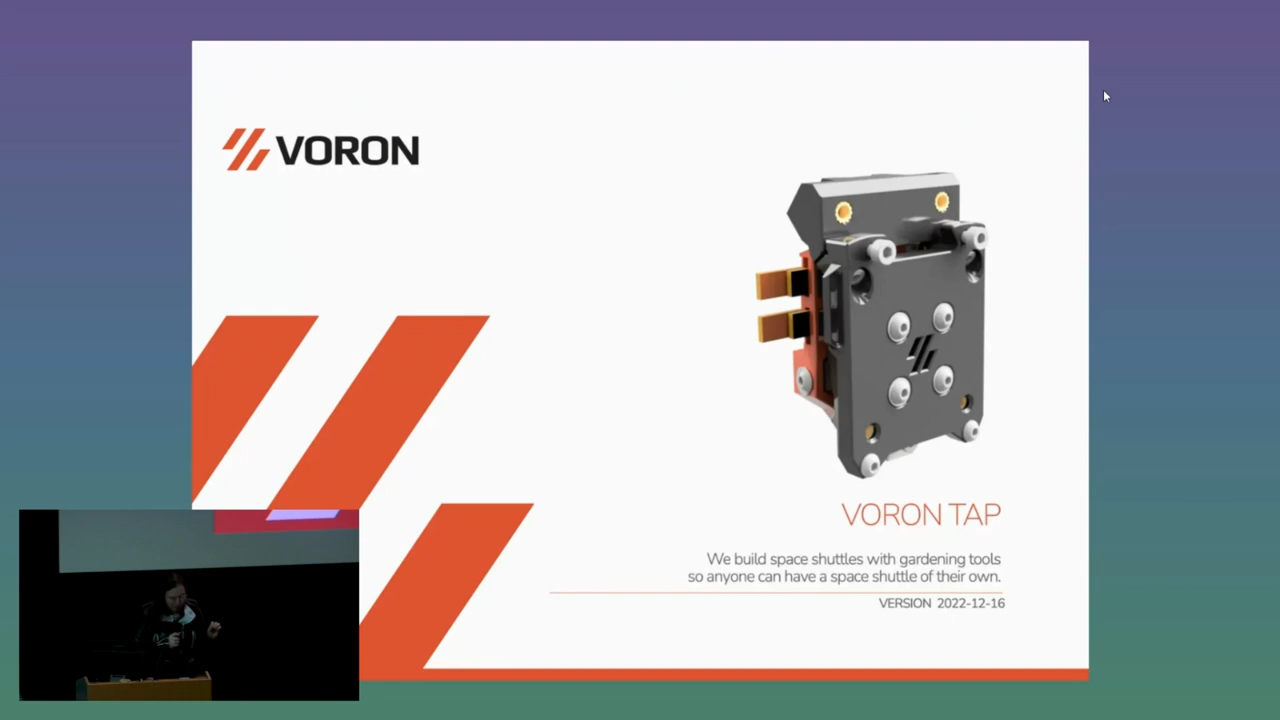 VORON
VORON TAP
We build space shuttles with gardening tools
so anyone can have a space shuttle of their own.
VERSION 2022-12-16